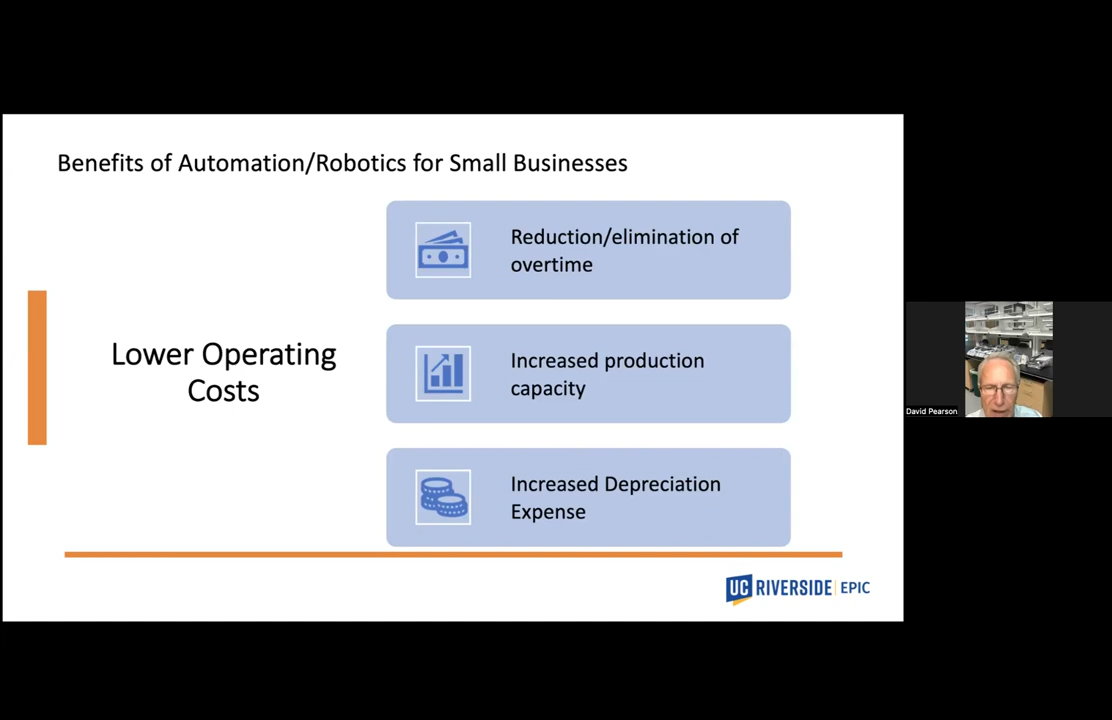 Benefits of Automation/Robotics for Small Businesses
Reduction/elimination of
overtime
Lower Operating
Costs
Increased production
capacity
Increased Depreciation
Expense
UC RIVERSIDE EPIC
David Pearson